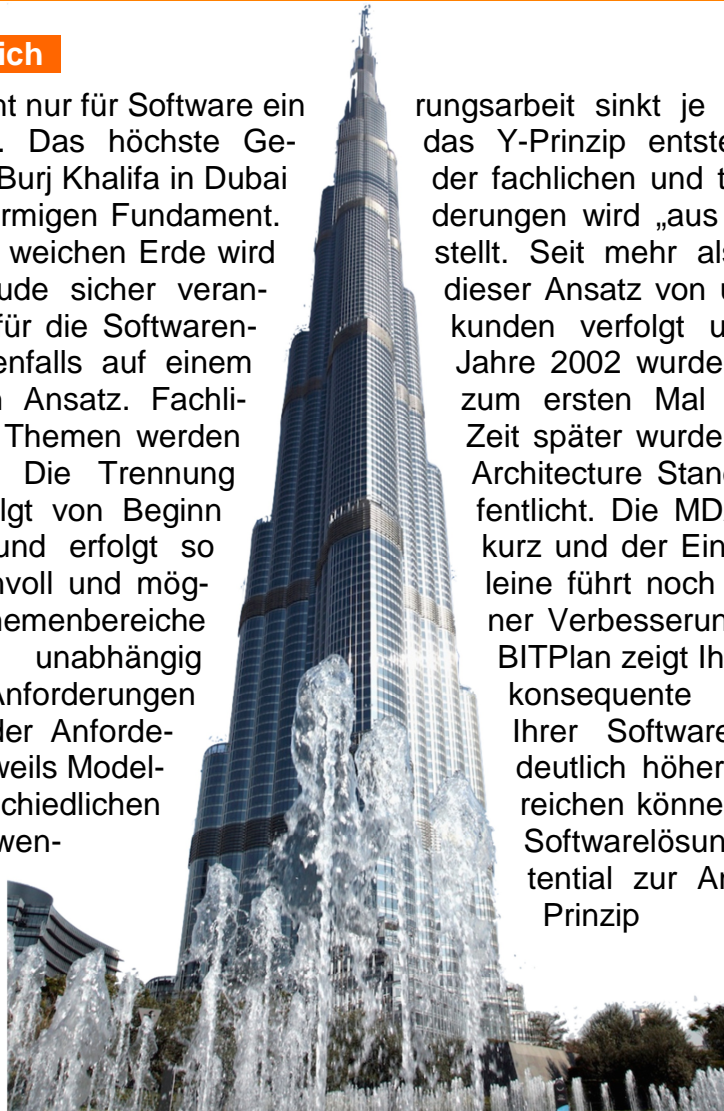 ich
nt nur für Software ein
. Das höchste Ge-
Burj Khalifa in Dubai
rmigen Fundament.
weichen Erde wird
ude sicher veran-
für die Softwaren-
enfalls auf einem
n Ansatz. Fachli-
Themen werden
Die Trennung
lgt von Beginn
und erfolgt so
nvoll und mög-
hemenbereiche
unabhängig
Anforderungen
der Anforde-
weils Model-
schiedlichen
wen-
rungsarbeit sinkt je
das Y-Prinzip entste
der fachlichen und t
derungen wird „aus
stellt. Seit mehr als
dieser Ansatz von u
kunden verfolgt u
Jahre 2002 wurde
zum ersten Mal
Zeit später wurde
Architecture Stand
fentlicht. Die MD
kurz und der Ein
leine führt noch
ner Verbesserun
BITPlan zeigt Ih
konsequente
Ihrer Software
deutlich höher
reichen könne
Softwarelösun
tential zur An
Prinzip